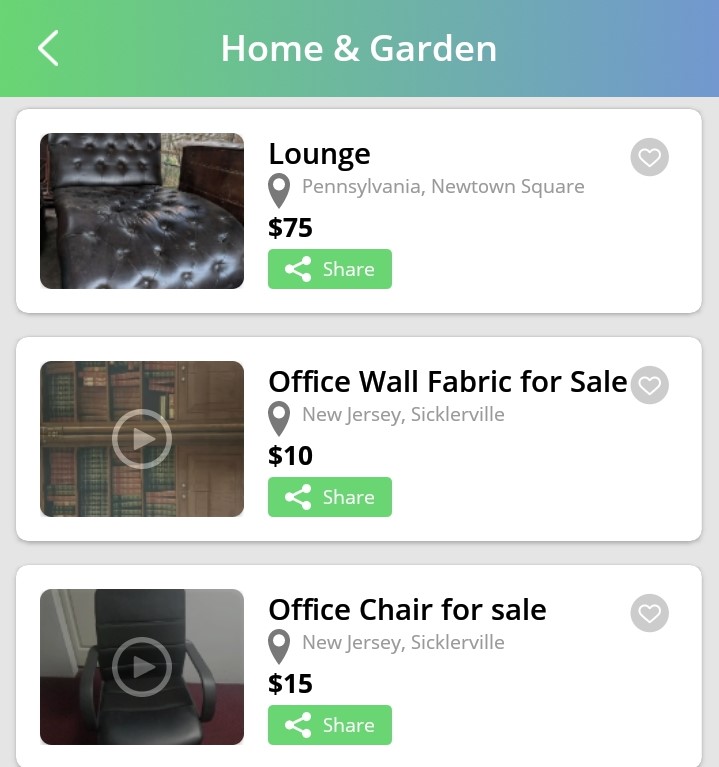 Home & Garden
Lounge
Pennsylvania, Newtown Square
$75
Share
Office Wall Fabric for Sale
New Jersey, Sicklerville
$10
Share
Office Chair for sale
New Jersey, Sicklerville
$15
Share